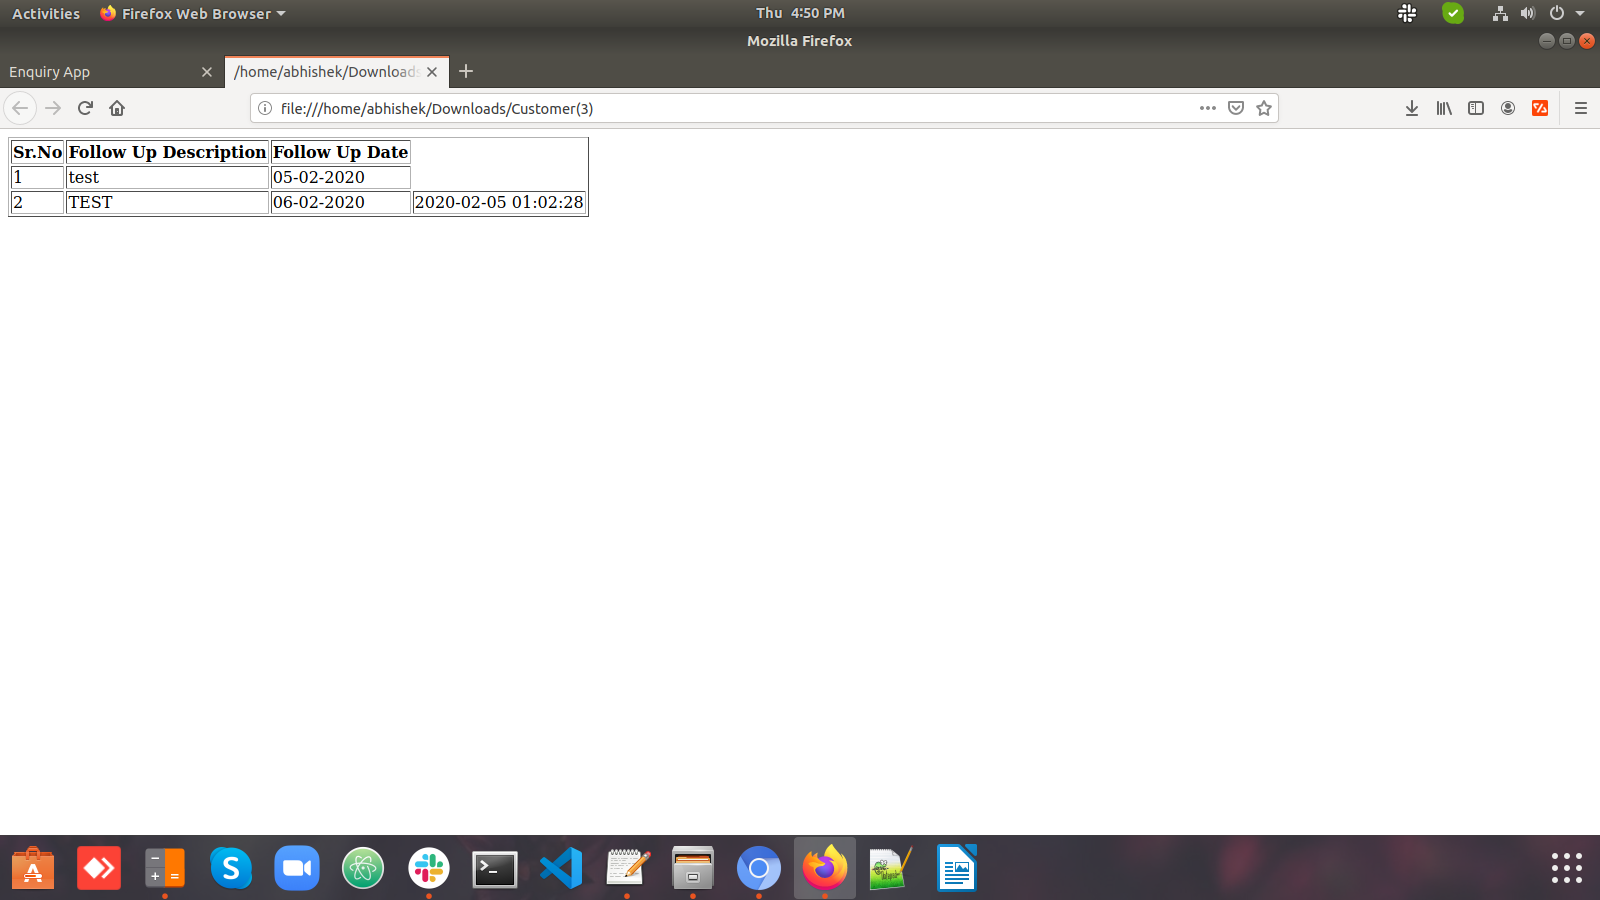 Activities Firefox Web Browser Thu 4:50 PM
Mozilla Firefox
Enquiry App /home/abhishek/Downloads
file:///home/abhishek/Downloads/Customer(3)
Sr.No Follow Up Description Follow Up Date
1 test 05-02-2020
2 TEST 06-02-2020 2020-02-05 01:02:28